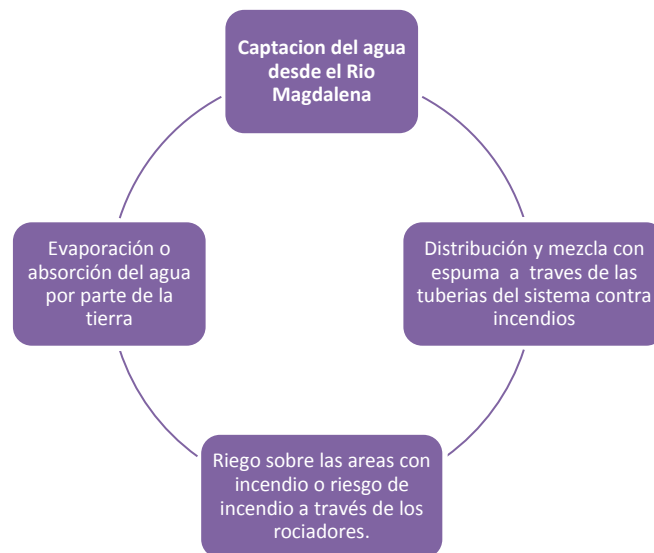 Captacion del agua
desde el Rio
Magdalena
Distribución y mezcla con
espuma a traves de las
tuberias del sistema contra
incendios
Riego sobre las areas con
incendio o riesgo de
incendio a través de los
rociadores.
Evaporación o
absorción del agua
por parte de la
tierra